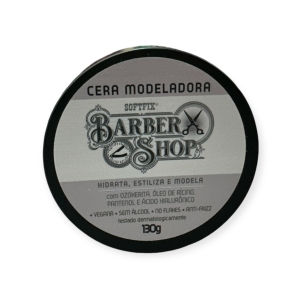 CERA MODELADORA
SOFTFIX®
BARBER
SHOP
HIDRATA, ESTILIZA E MODELA
com OZOKERITA, ÓLEO DE RÍCINO,
PANTENOL E ÁCIDO HIALURÔNICO
• VEGANA • SEM ÁLCOOL • NO FLAKES • ANTI-FRIZZ
testado dermatologicamente
130g